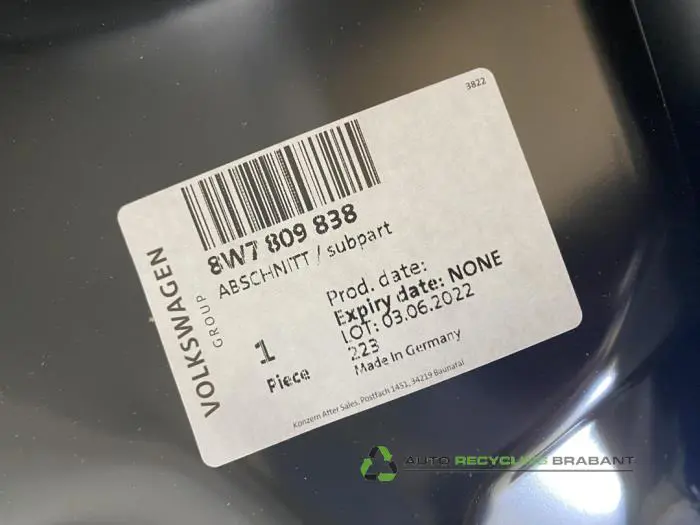 3822
8W7 809 838
ABSCHNITT / subpart
VOLKSWAGEN
GROUP
Prod. date:
Expiry date: NONE
LOT: 03.06.2022
223
1
Piece
Made In Germany
Konzern After Sales, Postfach 1451, 34219 Baunatal
AUTO RECYCLING BRABANT